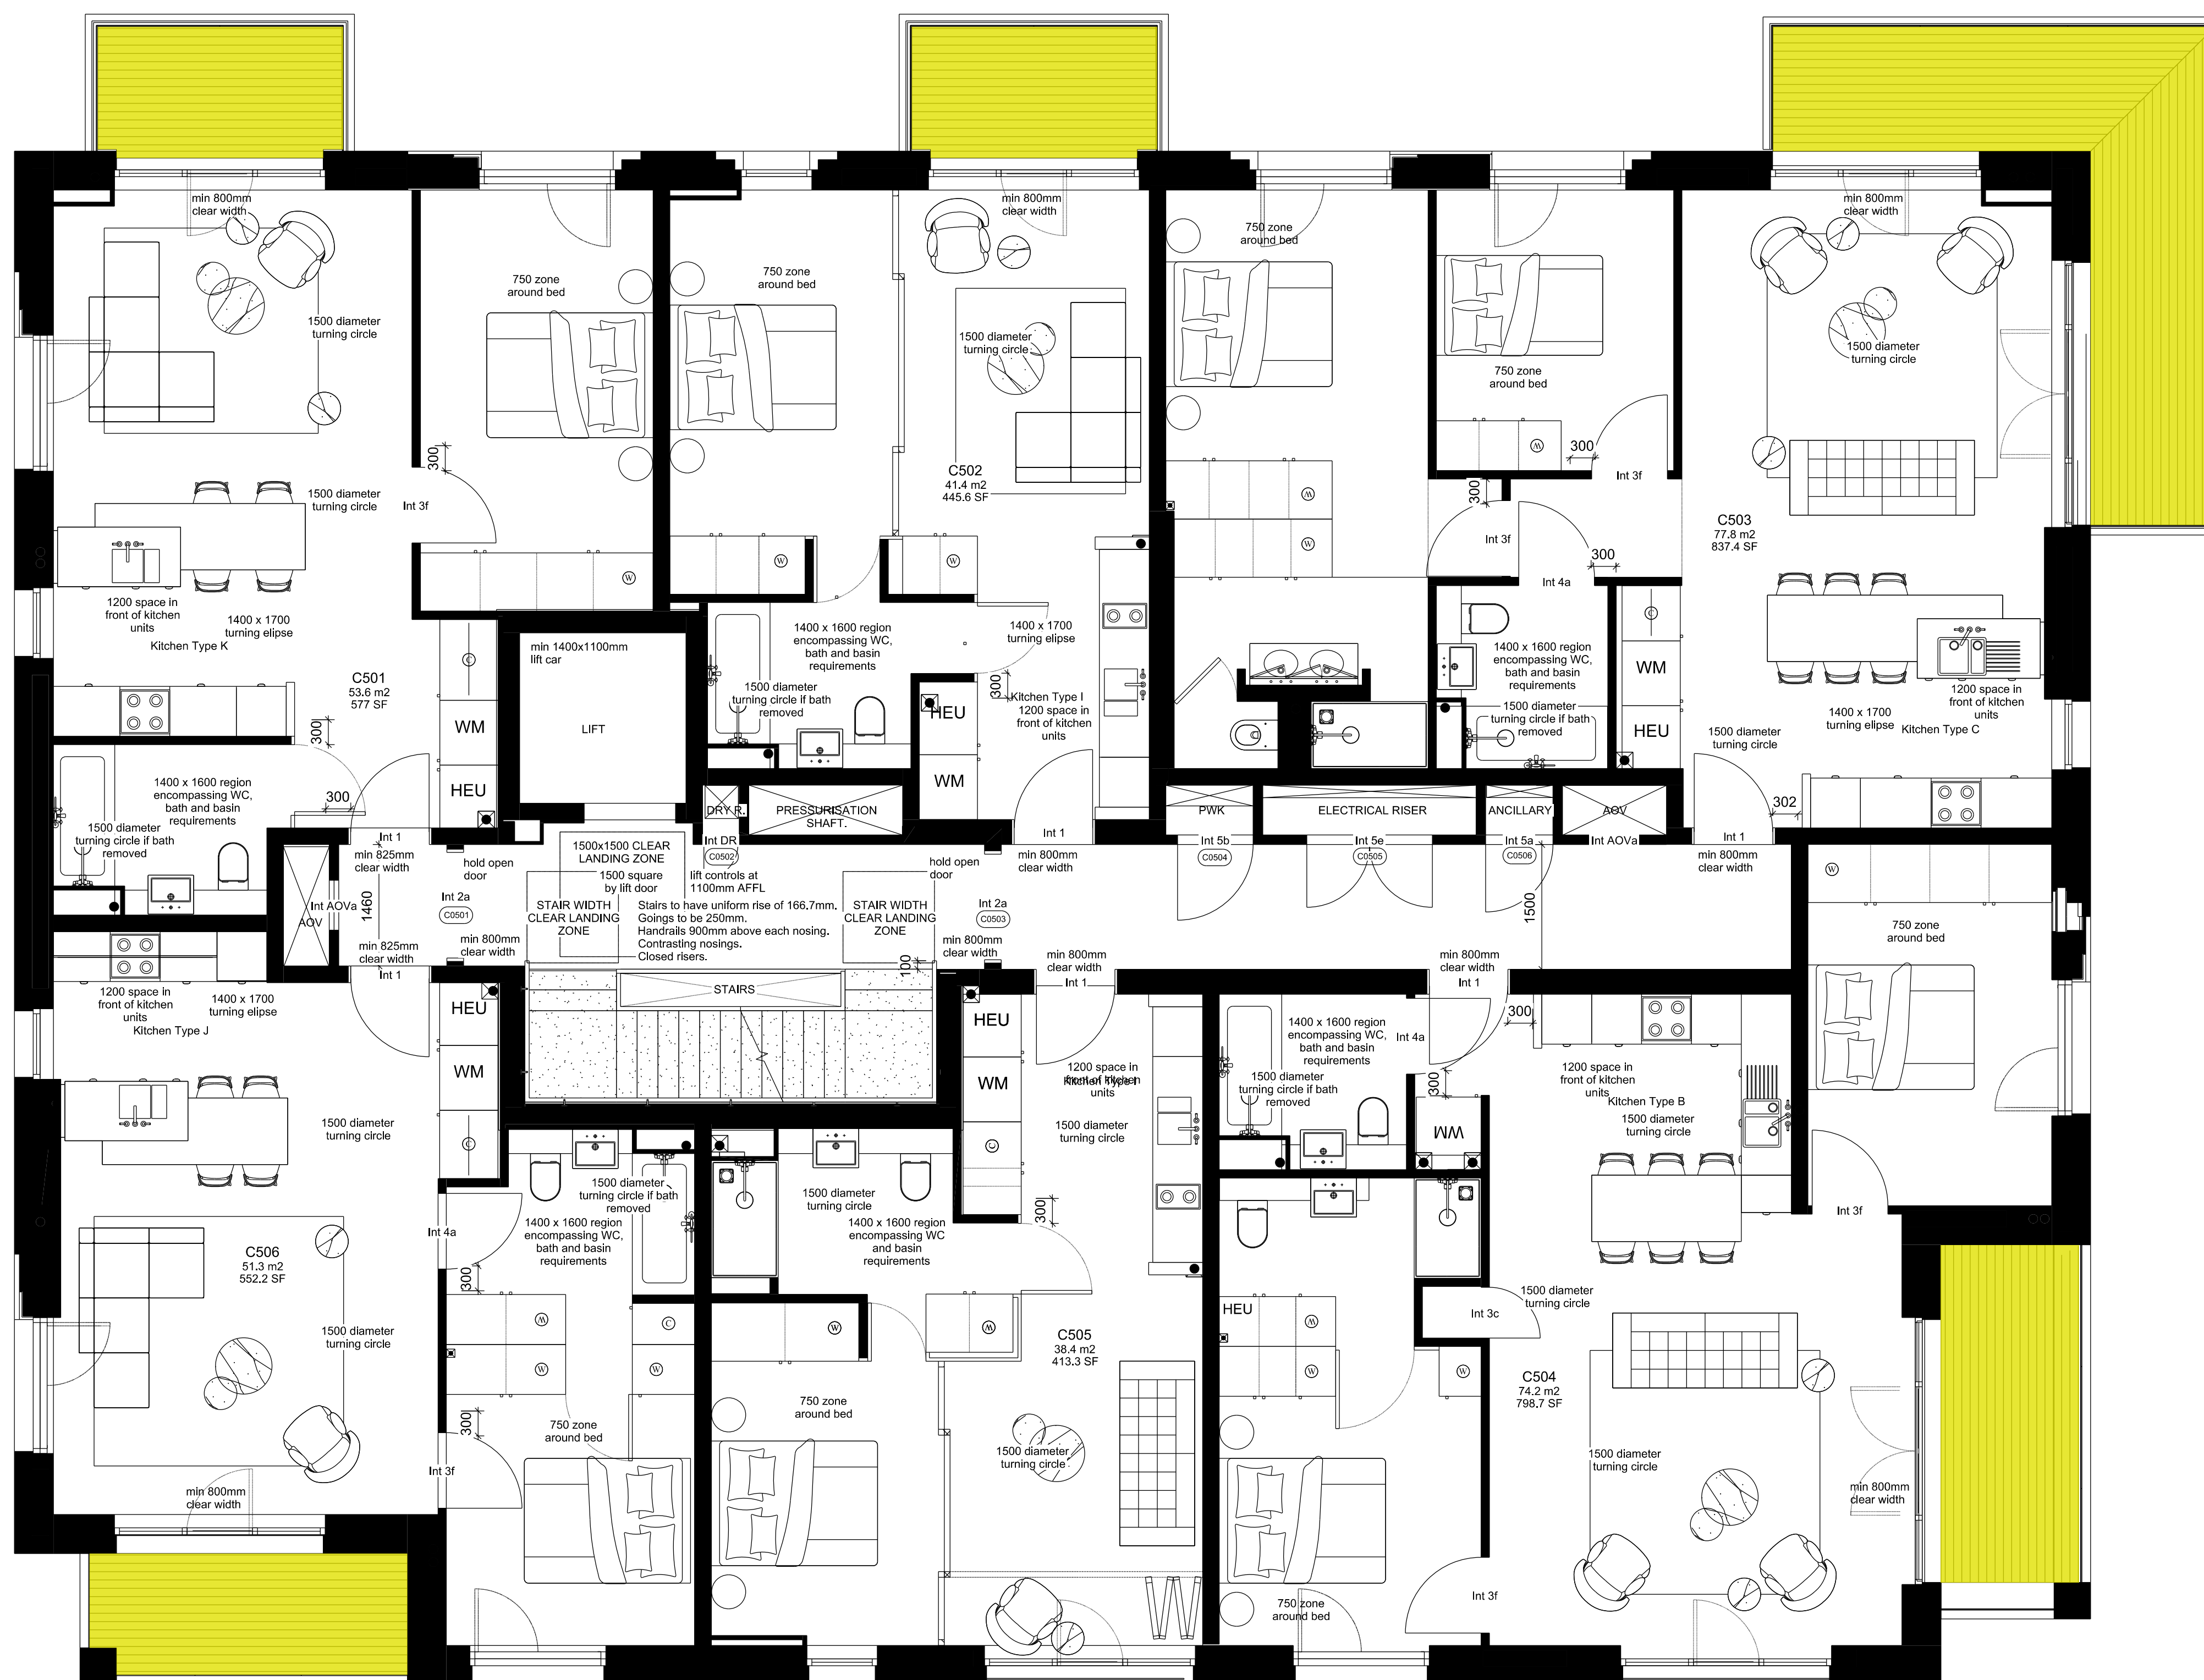 min 800mm
clear width
1500 diameter
turning circle
1500 diameter
turning circle
300
Int 3f
750 zone
around bed
W
1200 space in
front of kitchen
units
Kitchen Type K
1400 x 1700
turning elipse
C501
53.6 m2
577 SF
C
WM
HEU
300
300
1400 x 1600 region
encompassing WC,
bath and basin
requirements
1500 diameter
turning circle if bath
removed
min 1400x1100mm
lift car
LIFT
750 zone
around bed
W
W
min 800mm
clear width
1500 diameter
turning circle
C502
41.4 m2
445.6 SF
1400 x 1600 region
encompassing WC,
bath and basin
requirements
1500 diameter
turning circle if bath
removed
1400 x 1700
turning elipse
300
Kitchen Type I
1200 space in
front of kitchen
units
HEU
WM
750 zone
around bed
W
W
750 zone
around bed
W
300
Int 3f
300
Int 3f
300
Int 4a
1400 x 1600 region
encompassing WC,
bath and basin
requirements
1500 diameter
turning circle if bath
removed
C
WM
HEU
min 800mm
clear width
1500 diameter
turning circle
C503
77.8 m2
837.4 SF
1200 space in
front of kitchen
units
1400 x 1700
turning elipse
Kitchen Type C
1500 diameter
turning circle
302
DRY R.
PRESSURISATION
SHAFT.
PWK
ELECTRICAL RISER
ANCILLARY
AOV
Int 1
min 825mm
clear width
1460
Int AOVa
AOV
min 825mm
clear width
Int 1
hold open
door
Int 2a
C0501
min 800mm
clear width
1500x1500 CLEAR
LANDING ZONE
1500 square
by lift door
Int DR
C0502
lift controls at
1100mm AFFL
STAIR WIDTH
CLEAR LANDING
ZONE
Stairs to have uniform rise of 166.7mm.
Goings to be 250mm.
Handrails 900mm above each nosing.
Contrasting nosings.
Closed risers.
STAIR WIDTH
CLEAR LANDING
ZONE
hold open
door
Int 2a
C0503
min 800mm
clear width
100
STAIRS
Int 1
min 800mm
clear width
Int 5b
C0504
Int 5e
C0505
Int 5a
C0506
Int AOVa
1500
Int 1
min 800mm
clear width
min 800mm
clear width
Int 1
min 800mm
clear width
Int 1
1200 space in
front of kitchen
units
1400 x 1700
turning elipse
Kitchen Type J
HEU
WM
C
1500 diameter
turning circle
C506
51.3 m2
552.2 SF
1500 diameter
turning circle
min 800mm
clear width
Int 4a
300
1500 diameter
turning circle if bath
removed
1400 x 1600 region
encompassing WC,
bath and basin
requirements
W
W
C
W
300
Int 3f
750 zone
around bed
1500 diameter
turning circle
1400 x 1600 region
encompassing WC
and basin
requirements
HEU
WM
C
1200 space in
front of kitchen
units
Kitchen Type I
1500 diameter
turning circle
300
W
W
C505
38.4 m2
413.3 SF
750 zone
around bed
1500 diameter
turning circle
1400 x 1600 region
encompassing WC,
bath and basin
requirements
1500 diameter
turning circle if bath
removed
Int 4a
300
WM
300
1200 space in
front of kitchen
units
Kitchen Type B
1500 diameter
turning circle
HEU
W
W
W
Int 3c
1500 diameter
turning circle
C504
74.2 m2
798.7 SF
1500 diameter
turning circle
min 800mm
clear width
Int 3f
750 zone
around bed
W
750 zone
around bed
Int 3f